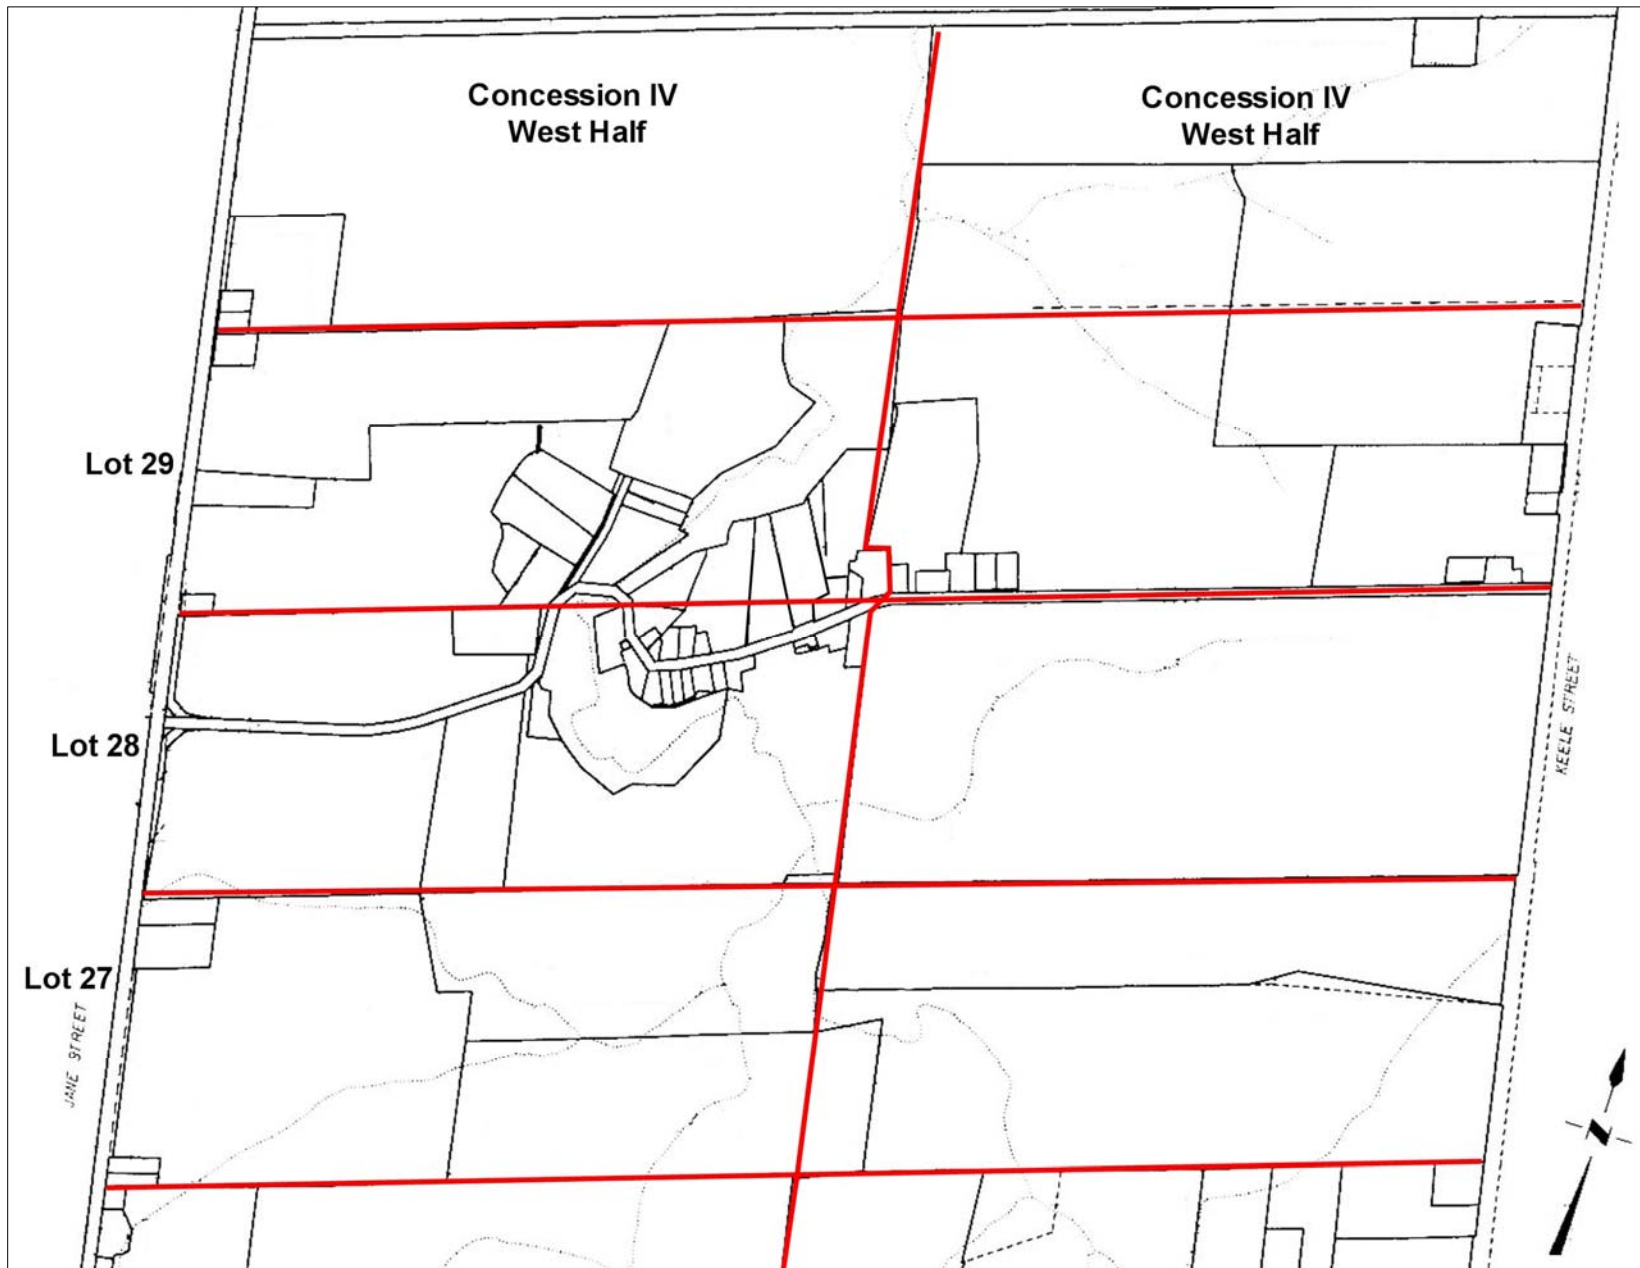 Concession IV
West Half
Concession IV
West Half
Lot 29
Lot 28
Lot 27
JANE STREET
KEELE STREET
N